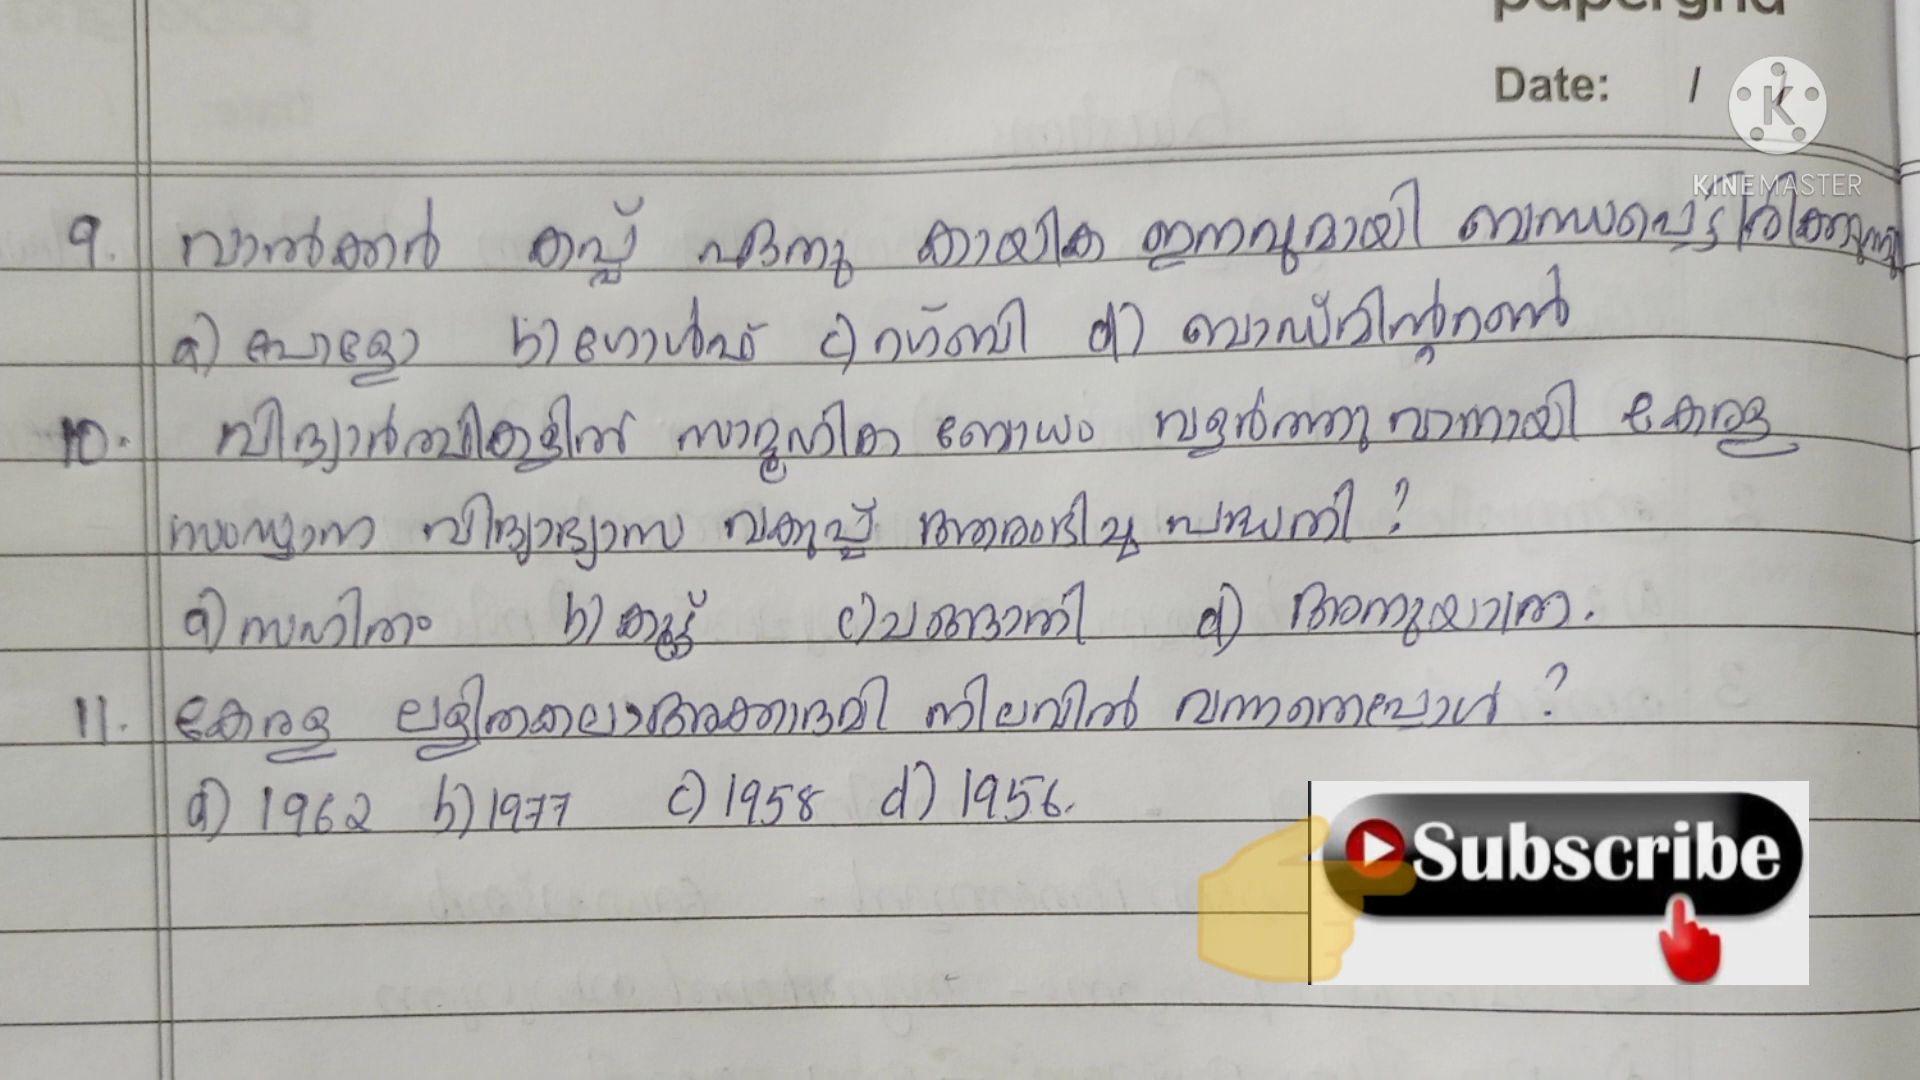 papergrid
Date: / /
KINEMASTER
9. വാൽക്കർ കപ്പ് ഏതു കായിക ഇനവുമായി ബന്ധപ്പെട്ടിരിക്കുന്നു
a) പോളോ b) ഗോൾഫ് c) റഗ്ബി d) ബാഡ്മിന്റൺ
10. വിദ്യാർത്ഥികളിൽ സാമൂഹിക ബോധം വളർത്തുവാനായി കേരള
സംസ്ഥാന വിദ്യാഭ്യാസ വകുപ്പ് ആരംഭിച്ച പദ്ധതി ?
a) സഹിതം b) കൂട്ട് c) ചങ്ങാതി d) അനുയാത്ര.
11. കേരള ലളിതകലാഅക്കാദമി നിലവിൽ വന്നതെപ്പോൾ ?
a) 1962 b) 1977 c) 1958 d) 1956.
Subscribe